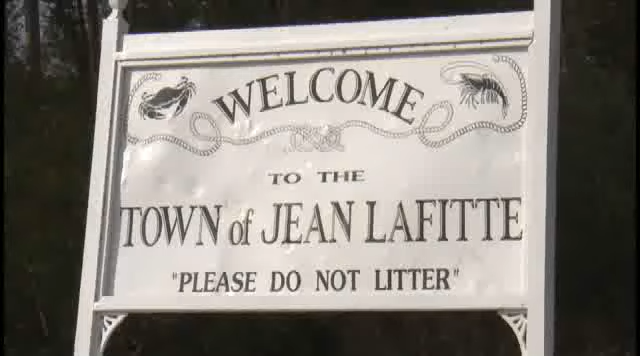 WELCOME
TO THE
TOWN of JEAN LAFITTE
"PLEASE DO NOT LITTER"